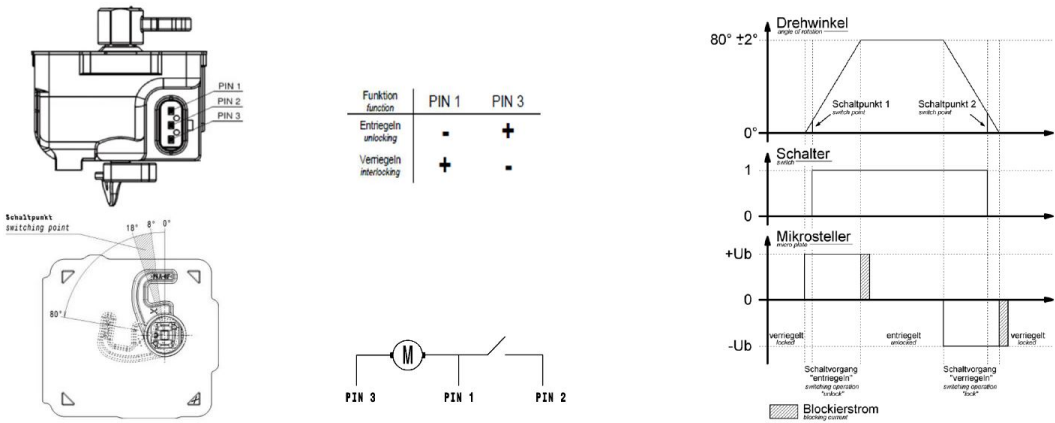 PIN 1
PIN 2
PIN 3
Schaltpunkt
switching point
18°
8°
0°
80°
Funktion
function
PIN 1
PIN 3
Entriegeln
unlocking
-
+
Verriegeln
interlocking
+
-
M
PIN 3
PIN 1
PIN 2
Drehwinkel
angle of rotation
80° ±2°
Schaltpunkt 1
switch point
Schaltpunkt 2
switch point
0°
Schalter
switch
1
0
Mikrosteller
micro plate
+Ub
0
-Ub
verriegelt
locked
entriegelt
unlocked
verriegelt
locked
Schaltvorgang
"entriegeln"
switching operation
"unlock"
Schaltvorgang
"verriegeln"
switching operation
"lock"
Blockierstrom
blocking current